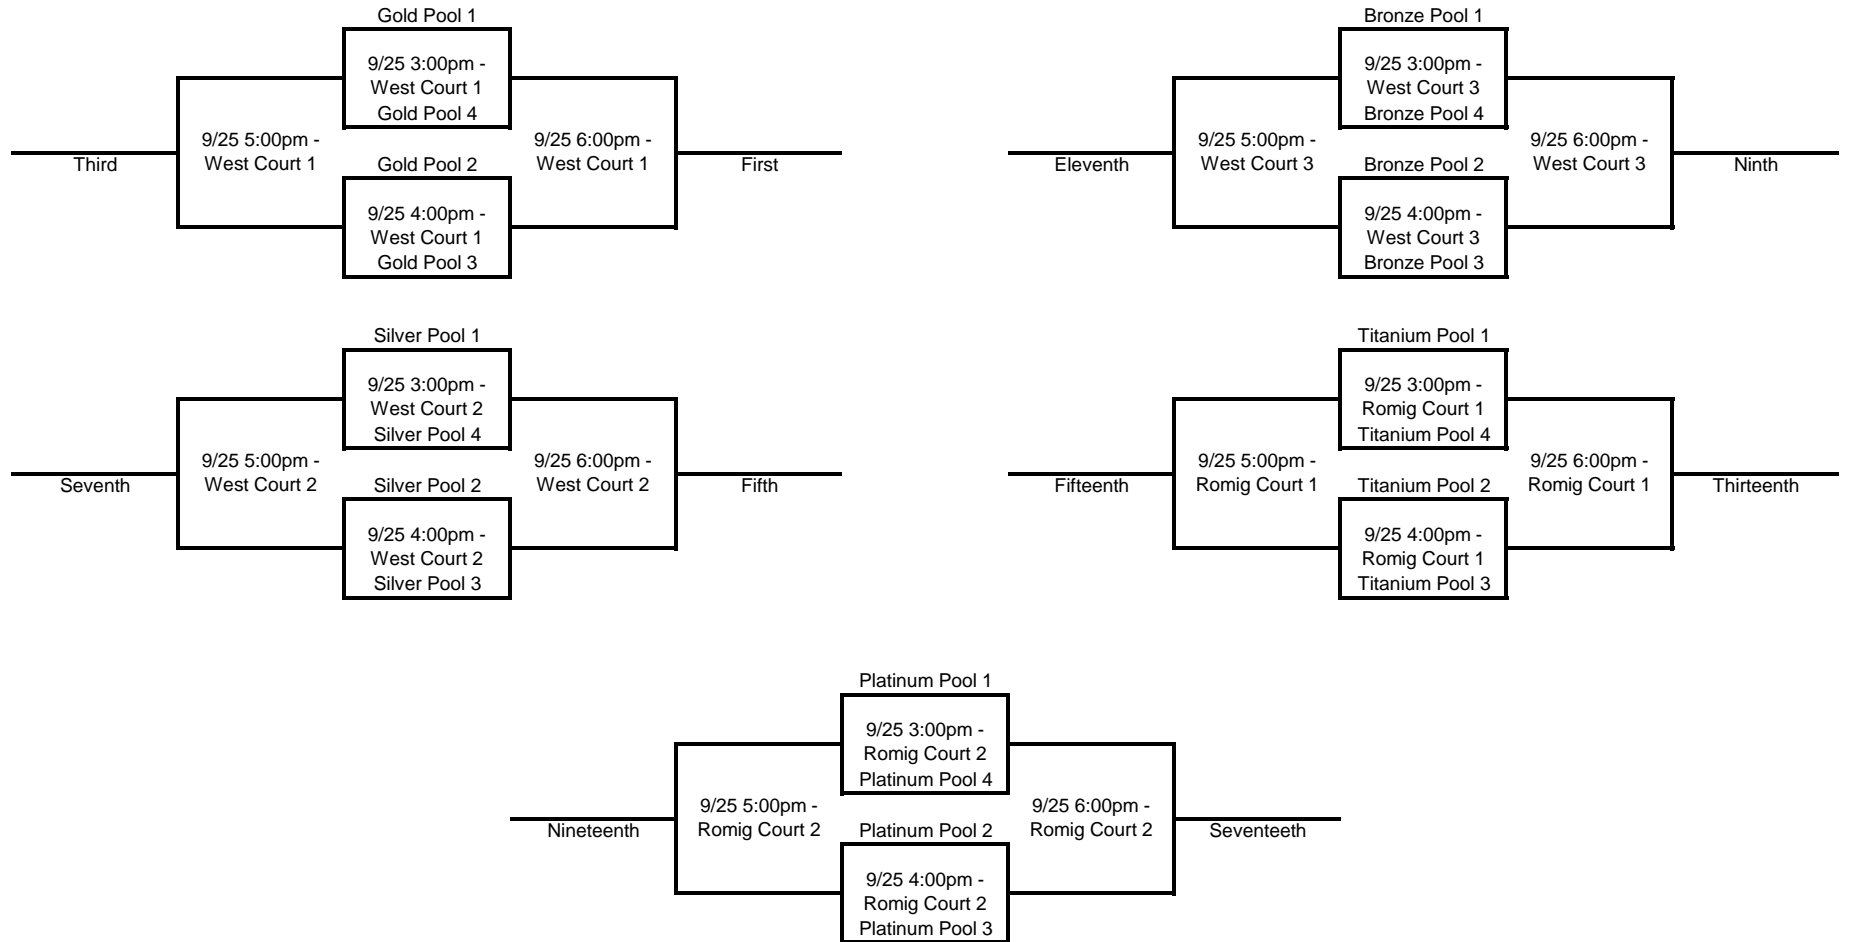 Gold Pool 1
9/25 3:00pm -
West Court 1
Gold Pool 4
9/25 5:00pm -
West Court 1
9/25 6:00pm -
West Court 1
Third
Gold Pool 2
First
9/25 4:00pm -
West Court 1
Gold Pool 3
Bronze Pool 1
9/25 3:00pm -
West Court 3
Bronze Pool 4
9/25 5:00pm -
West Court 3
9/25 6:00pm -
West Court 3
Eleventh
Bronze Pool 2
Ninth
9/25 4:00pm -
West Court 3
Bronze Pool 3
Silver Pool 1
9/25 3:00pm -
West Court 2
Silver Pool 4
9/25 5:00pm -
West Court 2
9/25 6:00pm -
West Court 2
Seventh
Silver Pool 2
Fifth
9/25 4:00pm -
West Court 2
Silver Pool 3
Titanium Pool 1
9/25 3:00pm -
Romig Court 1
Titanium Pool 4
9/25 5:00pm -
Romig Court 1
9/25 6:00pm -
Romig Court 1
Fifteenth
Titanium Pool 2
Thirteenth
9/25 4:00pm -
Romig Court 1
Titanium Pool 3
Platinum Pool 1
9/25 3:00pm -
Romig Court 2
Platinum Pool 4
9/25 5:00pm -
Romig Court 2
9/25 6:00pm -
Romig Court 2
Nineteenth
Platinum Pool 2
Seventeeth
9/25 4:00pm -
Romig Court 2
Platinum Pool 3